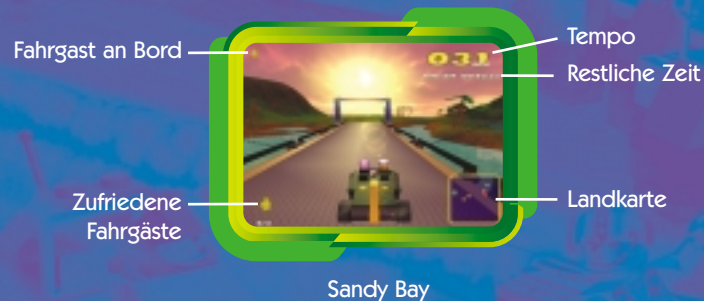 Fahrgast an Bord
Tempo
031
Restliche Zeit
Zufriedene
Fahrgäste
Landkarte
Sandy Bay